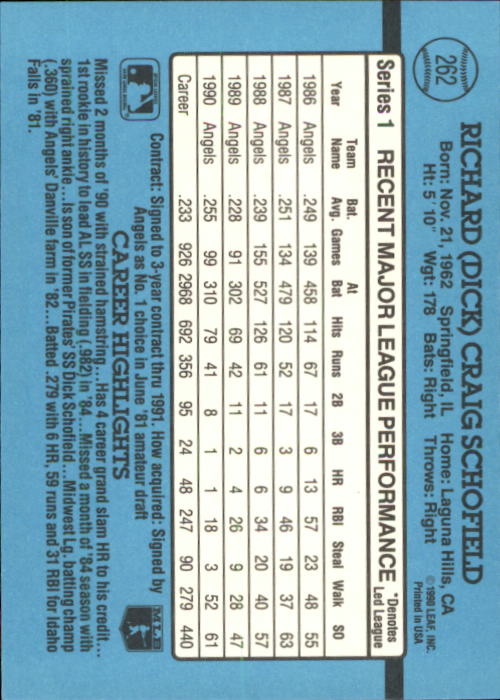 262
RICHARD (DICK) CRAIG SCHOFIELD
Born: Nov. 21, 1962 Springfield, IL Home: Laguna Hills, CA
Ht: 5' 10" Wgt: 178 Bats: Right Throws: Right
©1990 LEAF, INC.
Printed in USA
Series 1 RECENT MAJOR LEAGUE PERFORMANCE *Denotes Led League
Year Team Name Bat. Avg. Games At Bat Hits Runs 2B 3B HR RBI Steal Walk SO
1986 Angels .249 139 458 114 67 17 6 13 57 23 48 55
1987 Angels .251 134 479 120 52 17 3 9 46 19 37 63
1988 Angels .239 155 527 126 61 11 6 6 34 20 40 57
1989 Angels .228 91 302 69 42 11 2 4 26 9 28 47
1990 Angels .255 99 310 79 41 8 1 1 18 3 52 61
Career .233 926 2968 692 356 95 24 48 247 90 279 440
Contract: Signed to 3-year contract thru 1991. How acquired: Signed by
Angels as No. 1 choice in June '81 amateur draft
CAREER HIGHLIGHTS
MLB
Missed 2 months of '90 with strained hamstring... Has 4 career grand slam HR to his credit...
1st rookie in history to lead AL SS in fielding (.982) in '84... Missed a month of '84 season with
sprained right ankle... Is son of former Pirates' SS Dick Schofield... Midwest Lg. batting champ
(.360) with Angels' Danville farm in '82... Batted .279 with 6 HR, 59 runs and 31 RBI for Idaho
Falls in '81.